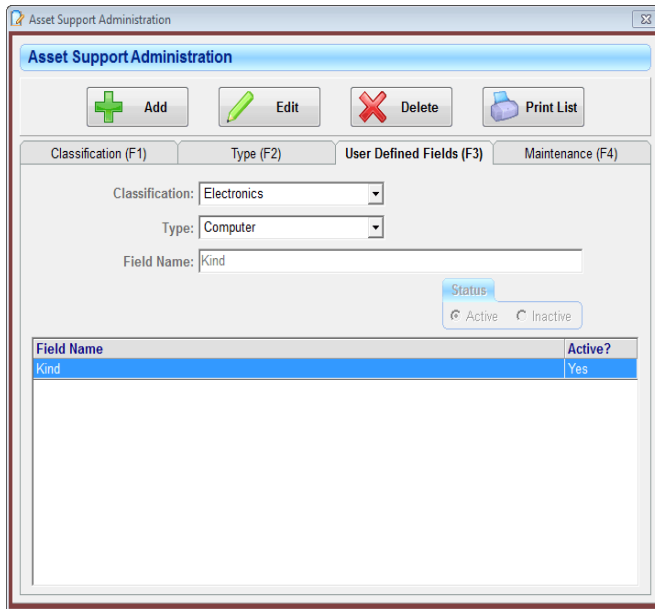 Asset Support Administration
Asset Support Administration
Add Edit Delete Print List
Classification (F1) Type (F2) User Defined Fields (F3) Maintenance (F4)
Classification: Electronics
Type: Computer
Field Name: Kind
Status
Active Inactive
Field Name Active?
Kind Yes